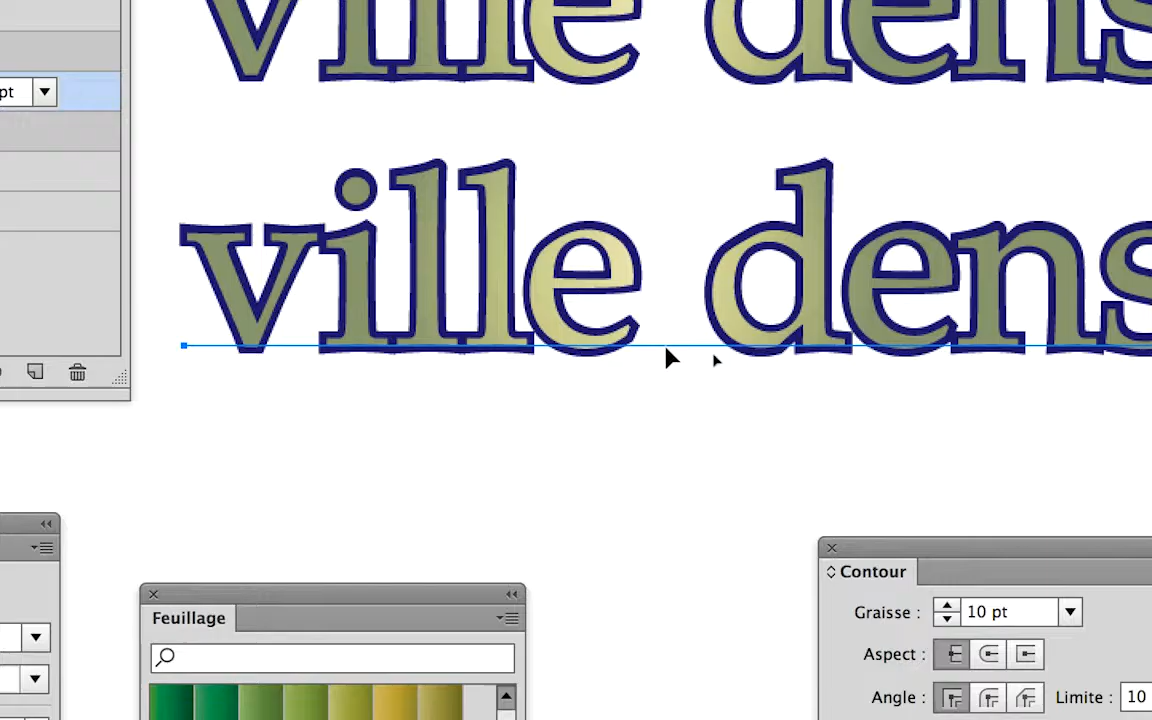 ville dens
pt
ville dens
Contour
Graisse : 10 pt
Feuillage
Aspect :
Angle : Limite : 10